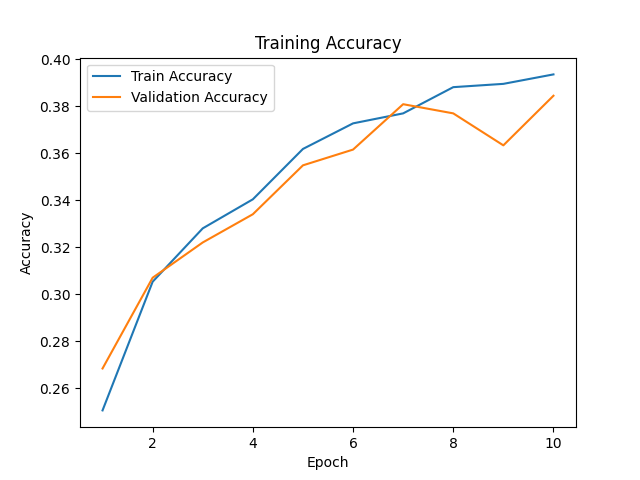 Training Accuracy
Train Accuracy
Validation Accuracy
0.40
0.38
0.36
0.34
0.32
0.30
0.28
0.26
Accuracy
2 4 6 8 10
Epoch